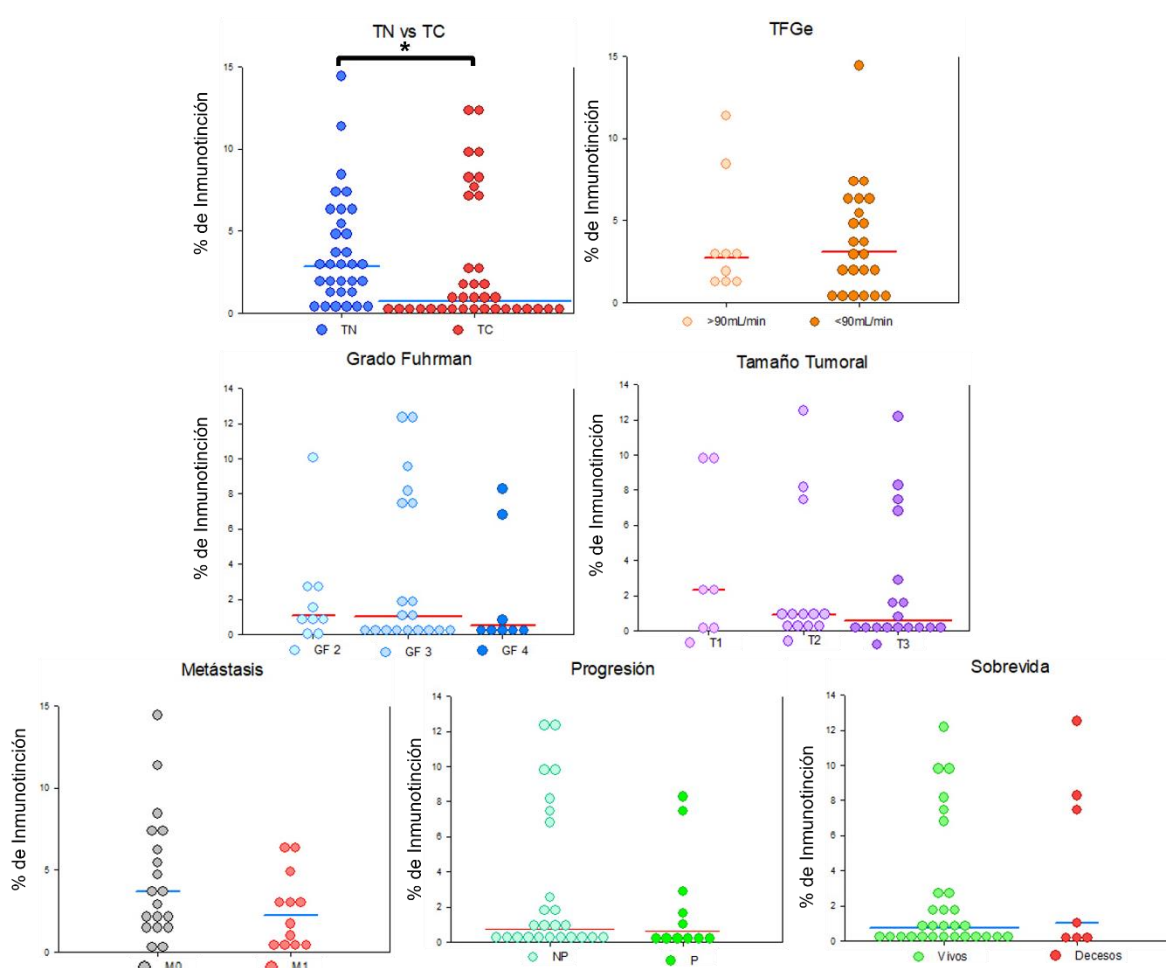 TN vs TC
*
% de Inmunotinción
15
10
5
0
TN TC
TFGe
% de Inmunotinción
15
10
5
0
>90mL/min <90mL/min
Grado Fuhrman
% de Inmunotinción
14
12
10
8
6
4
2
0
GF 2 GF 3 GF 4
Tamaño Tumoral
% de Inmunotinción
14
12
10
8
6
4
2
0
T1 T2 T3
Metástasis
% de Inmunotinción
15
10
5
0
M0 M1
Progresión
% de Inmunotinción
14
12
10
8
6
4
2
0
NP P
Sobrevida
% de Inmunotinción
14
12
10
8
6
4
2
0
Vivos Decesos